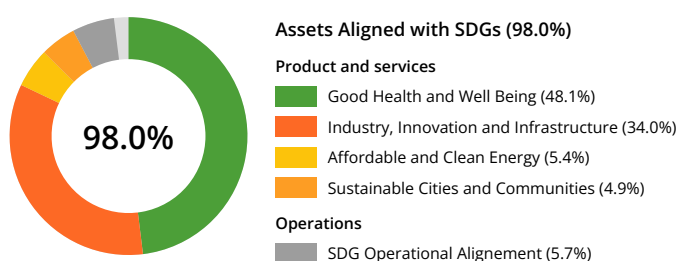 Assets Aligned with SDGs (98.0%)
Product and services
Good Health and Well Being (48.1%)
Industry, Innovation and Infrastructure (34.0%)
98.0%
Affordable and Clean Energy (5.4%)
Sustainable Cities and Communities (4.9%)
Operations
SDG Operational Alignement (5.7%)